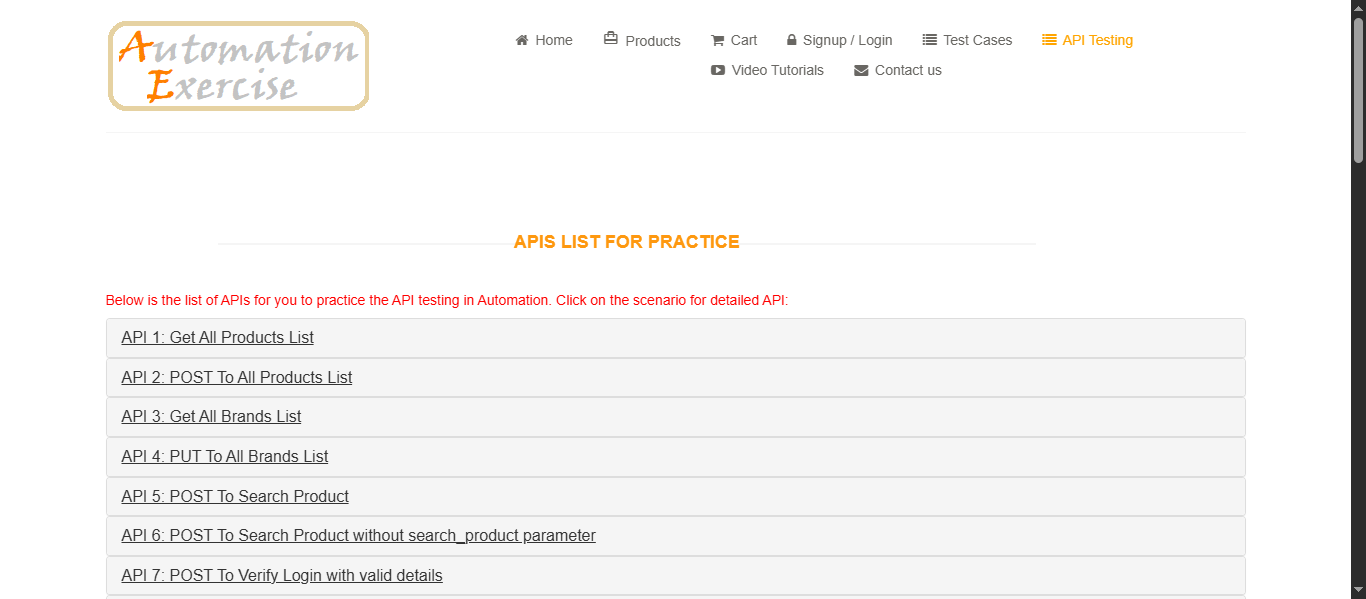 Automation
Exercise
Home Products Cart Signup / Login Test Cases API Testing
Video Tutorials Contact us
APIS LIST FOR PRACTICE
Below is the list of APIs for you to practice the API testing in Automation. Click on the scenario for detailed API:
API 1: Get All Products List
API 2: POST To All Products List
API 3: Get All Brands List
API 4: PUT To All Brands List
API 5: POST To Search Product
API 6: POST To Search Product without search_product parameter
API 7: POST To Verify Login with valid details